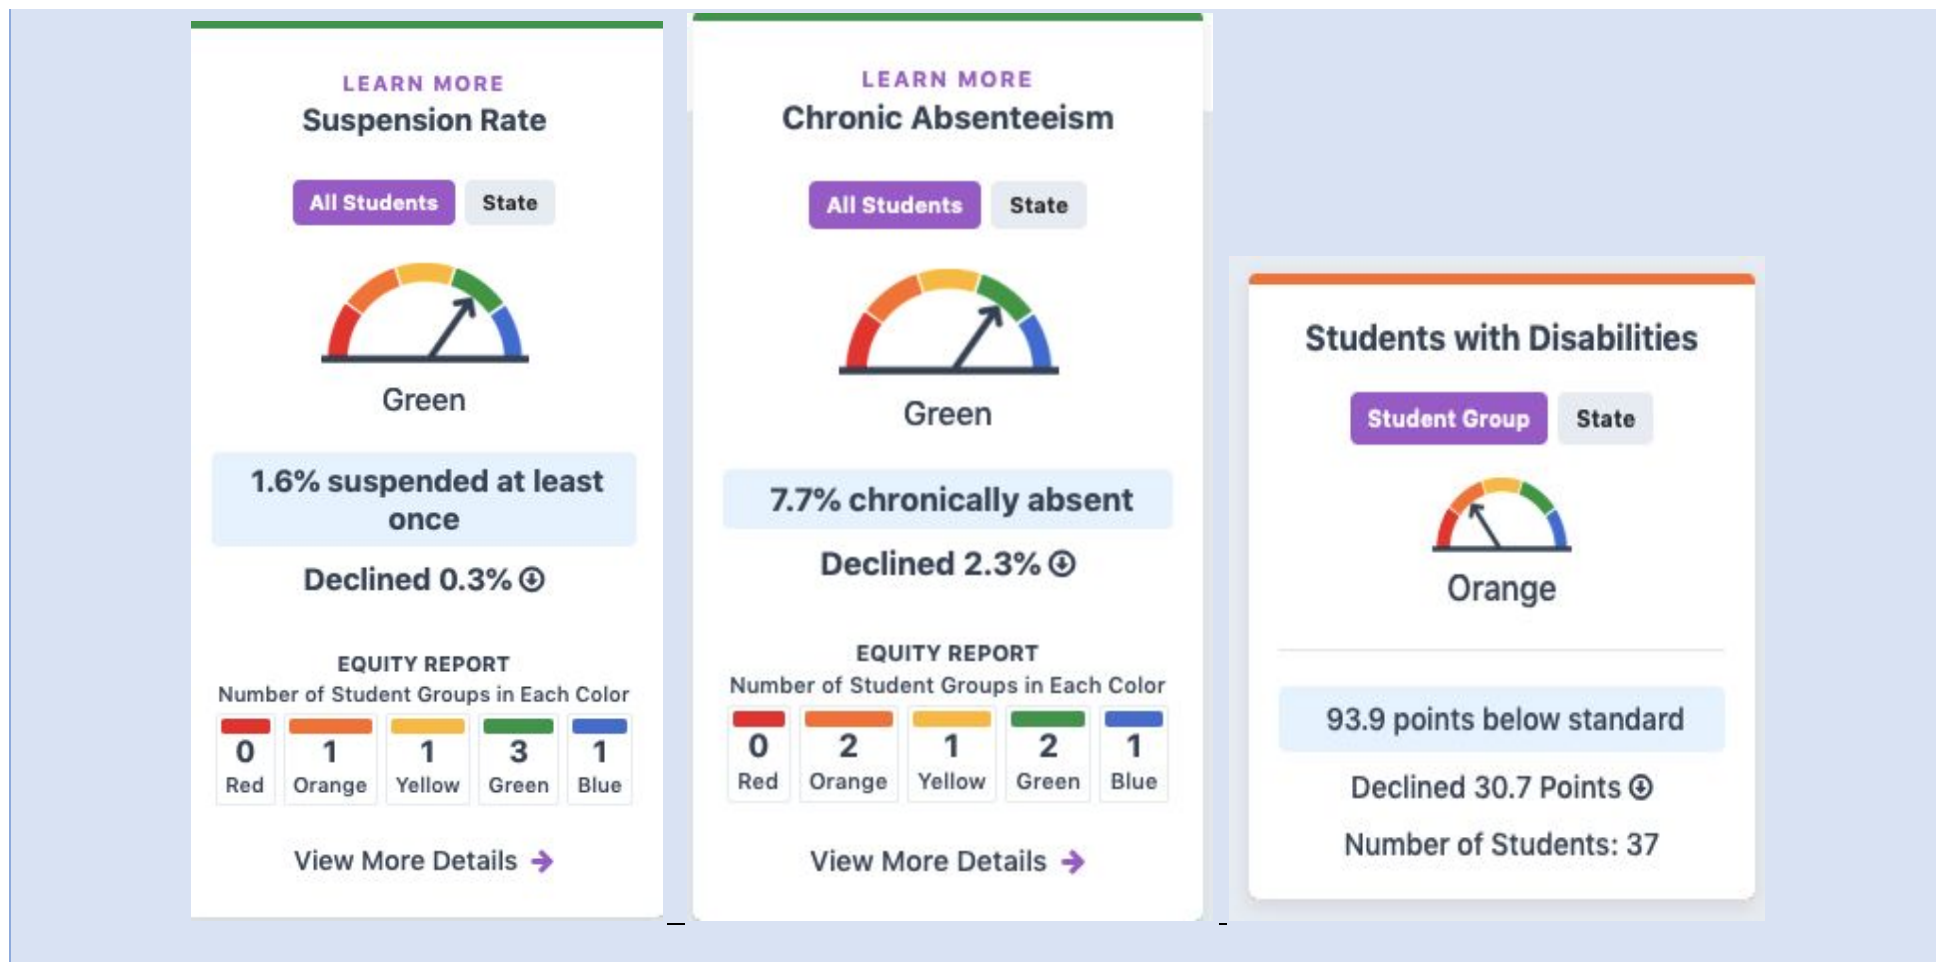 LEARN MORE
Suspension Rate
All Students State
Green
1.6% suspended at least
once
Declined 0.3%
EQUITY REPORT
Number of Student Groups in Each Color
0 1 1 3 1
Red Orange Yellow Green Blue
View More Details
LEARN MORE
Chronic Absenteeism
All Students State
Green
7.7% chronically absent
Declined 2.3%
EQUITY REPORT
Number of Student Groups in Each Color
0 2 1 2 1
Red Orange Yellow Green Blue
View More Details
Students with Disabilities
Student Group State
Orange
93.9 points below standard
Declined 30.7 Points
Number of Students: 37